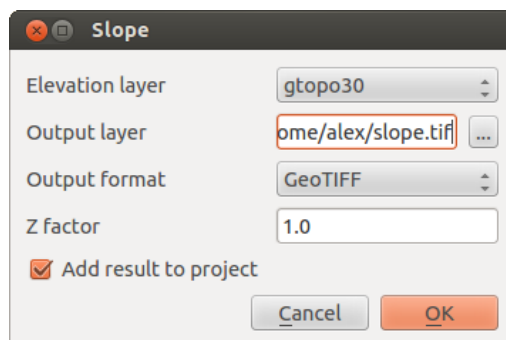 Slope
Elevation layer gtopo30
Output layer ome/alex/slope.tif ...
Output format GeoTIFF
Z factor 1.0
Add result to project
Cancel OK